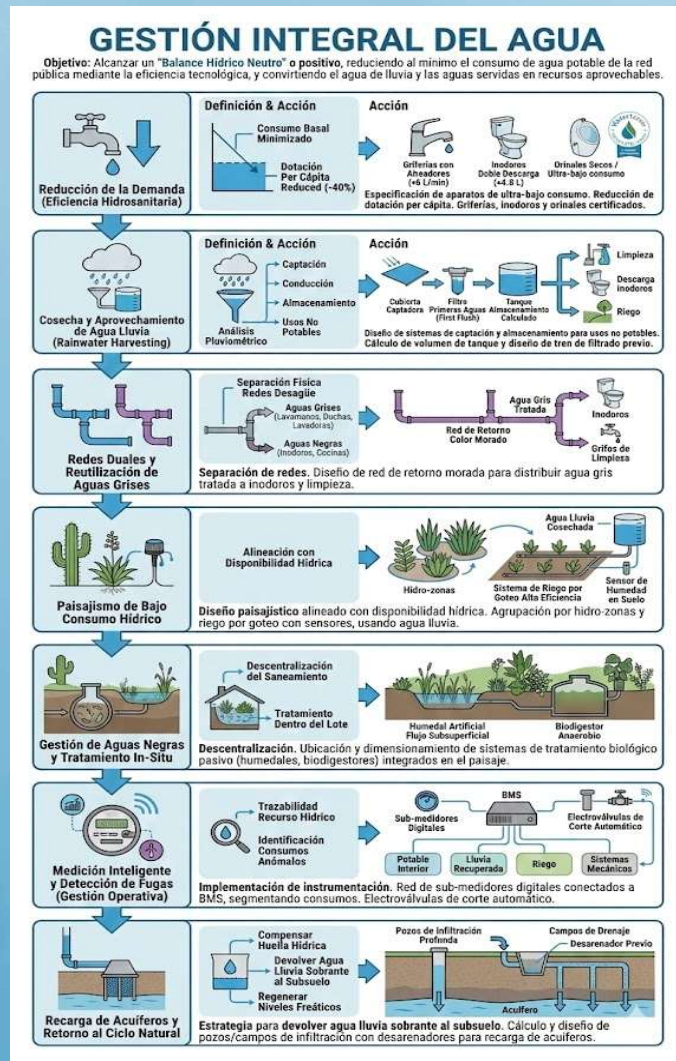 GESTIÓN INTEGRAL DEL AGUA
Objetivo: Alcanzar un "Balance Hídrico Neutro" o positivo, reduciendo al mínimo el consumo de agua potable de la red
pública mediante la eficiencia tecnológica, y convirtiendo el agua de lluvia y las aguas servidas en recursos aprovechables.
Reducción de la Demanda
(Eficiencia Hidrosanitaria)
Definición & Acción
Consumo Basal
Minimizado
Dotación
Per Cápita
Reduced (-40%)
Acción
Griferías con
Aheadores
(<6 L/min)
Inodoros
Doble Descarga
(<4.8 L)
Orinales Secos /
Ultra-bajo consumo
Especificación de aparatos de ultra-bajo consumo. Reducción de
dotación per cápita. Griferías, inodoros y orinales certificados.
Cosecha y Aprovechamiento
de Agua Lluvia
(Rainwater Harvesting)
Definición & Acción
Captación
Conducción
Almacenamiento
Usos No
Potables
Análisis
Pluviométrico
Acción
Cubierta
Captadora
Filtro
Primeras Aguas
(First Flush)
Tanque
Almacenamiento
Calculado
Limpieza
Descarga
inodoros
Riego
Diseño de sistemas de captación y almacenamiento para usos no potables.
Cálculo de volumen de tanque y diseño de tren de filtrado previo.
Redes Duales y
Reutilización de
Aguas Grises
Separación Física
Redes Desagüe
Aguas Grises
(Lavamanos, Duchas,
Lavadoras)
Aguas Negras
(Inodoros, Cocinas)
Red de Retorno
Color Morado
Agua Gris
Tratada
Inodoros
Grifos de
Limpieza
Separación de redes. Diseño de red de retorno morada para distribuir agua gris
tratada a inodoros y limpieza.
Paisajismo de Bajo
Consumo Hídrico
Alineación con
Disponibilidad Hídrica
Hidro-zonas
Agua Lluvia
Cosechada
Sistema de Riego por
Goteo Alta Eficiencia
Sensor de
Humedad
en Suelo
Diseño paisajístico alineado con disponibilidad hídrica. Agrupación por hidro-zonas y
riego por goteo con sensores, usando agua lluvia.
Gestión de Aguas Negras
y Tratamiento In-Situ
Descentralización
del Saneamiento
Tratamiento
Dentro del Lote
Humedal Artificial
Flujo Subsuperficial
Biodigestor
Anaerobio
Descentralización. Ubicación y dimensionamiento de sistemas de tratamiento biológico
pasivo (humedales, biodigestores) integrados en el paisaje.
Medición Inteligente
y Detección de Fugas
(Gestión Operativa)
Trazabilidad
Recurso Hídrico
Identificación
Consumos
Anómalos
Sub-medidores
Digitales
BMS
Electroválvulas de
Corte Automático
Potable
Interior
Lluvia
Recuperada
Riego
Sistemas
Mecánicos
Implementación de instrumentación. Red de sub-medidores digitales conectados a
BMS, segmentando consumos. Electroválvulas de corte automático.
Recarga de Acuíferos y
Retorno al Ciclo Natural
Compensar
Huella Hídrica
Devolver Agua
Lluvia Sobrante
al Subsuelo
Regenerar
Niveles Freáticos
Pozos de Infiltración
Profunda
Campos de Drenaje
Desarenador Previo
Acuífero
Estrategia para devolver agua lluvia sobrante al subsuelo. Cálculo y diseño de
pozos/campos de infiltración con desarenadores para recarga de acuíferos.